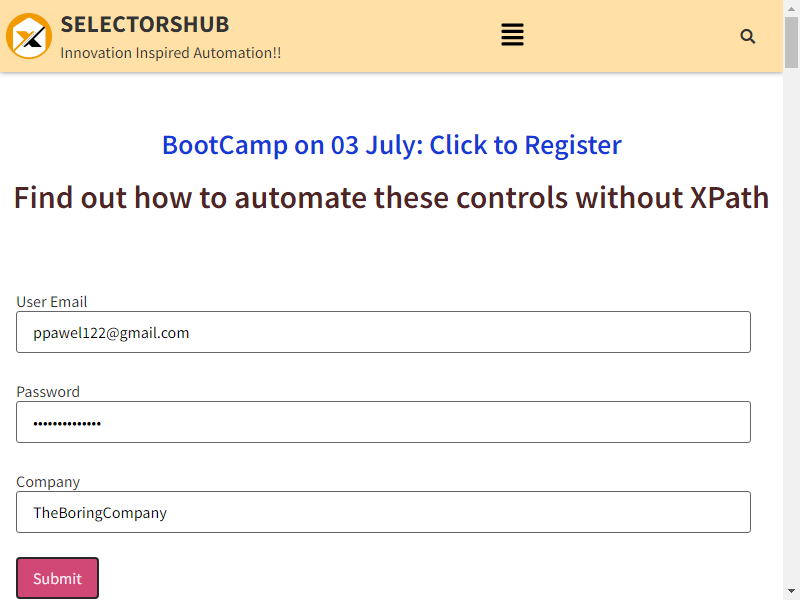 SELECTORSHUB
Innovation Inspired Automation!!
BootCamp on 03 July: Click to Register
Find out how to automate these controls without XPath
User Email
ppawel122@gmail.com
Password
••••••••••••••
Company
TheBoringCompany
Submit